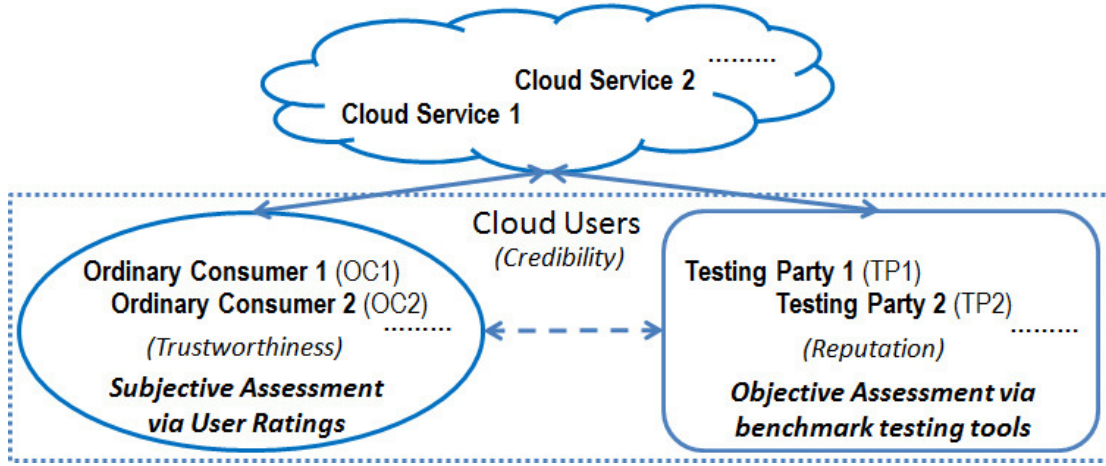 ………
Cloud Service 2
Cloud Service 1
Cloud Users
(Credibility)
Ordinary Consumer 1 (OC1)
Ordinary Consumer 2 (OC2)
………
(Trustworthiness)
Subjective Assessment
via User Ratings
Testing Party 1 (TP1)
Testing Party 2 (TP2)
………
(Reputation)
Objective Assessment via
benchmark testing tools